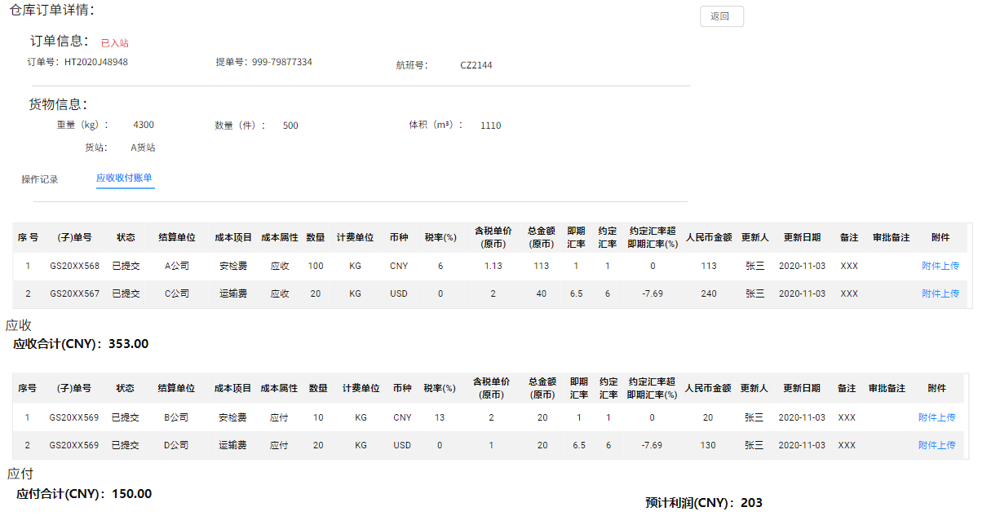 仓库订单详情：
返回
订单信息： 已入站
订单号：HT2020J48948 提单号：999-79877334 航班号： CZ2144
货物信息：
重量（kg）： 4300 数量（件）： 500 体积（m³）： 1110
货站： A货站
操作记录 应收收付账单
序 号 (子)单号 状态 结算单位 成本项目 成本属性 数量 计费单位 币种 税率(%) 含税单价(原币) 总金额(原币) 即期汇率 约定汇率 约定汇率超即期汇率(%) 人民币金额 更新人 更新日期 备注 审批备注 附件
1 GS20XX568 已提交 A公司 安检费 应收 100 KG CNY 6 1.13 113 1 1 0 113 张三 2020-11-03 XXX 附件上传
2 GS20XX567 已提交 C公司 运输费 应收 20 KG USD 0 2 40 6.5 6 -7.69 240 张三 2020-11-03 XXX 附件上传
应收
应收合计(CNY)：353.00
序号 (子)单号 状态 结算单位 成本项目 成本属性 数量 计费单位 币种 税率(%) 含税单价(原币) 总金额(原币) 即期汇率 约定汇率 约定汇率超即期汇率(%) 人民币金额 更新人 更新日期 备注 审批备注 附件
1 GS20XX569 已提交 B公司 安检费 应付 10 KG CNY 13 2 20 1 1 0 20 张三 2020-11-03 XXX 附件上传
2 GS20XX569 已提交 D公司 运输费 应付 20 KG USD 0 1 20 6.5 6 -7.69 130 张三 2020-11-03 XXX 附件上传
应付
应付合计(CNY)：150.00
预计利润(CNY)：203